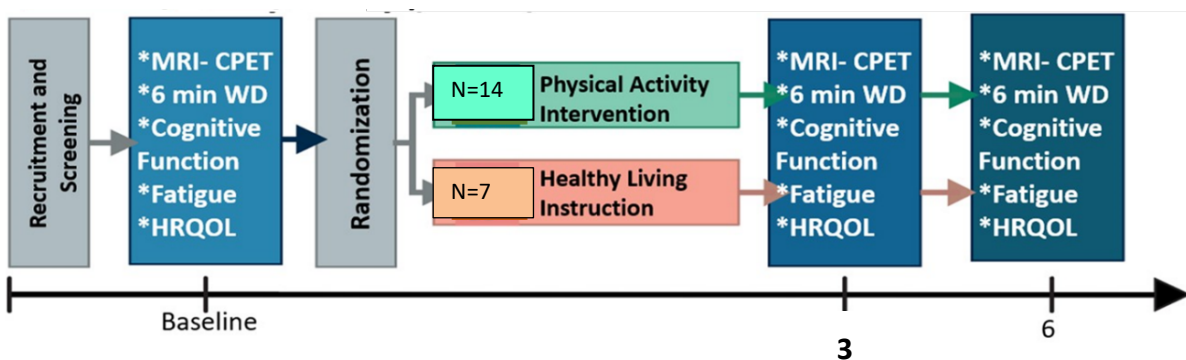 Recruitment and
Screening
*MRI- CPET
*6 min WD
*Cognitive
Function
*Fatigue
*HRQOL
Randomization
N=14
Physical Activity
Intervention
N=7
Healthy Living
Instruction
*MRI- CPET
*6 min WD
*Cognitive
Function
*Fatigue
*HRQOL
*MRI- CPET
*6 min WD
*Cognitive
Function
*Fatigue
*HRQOL
Baseline
3
6